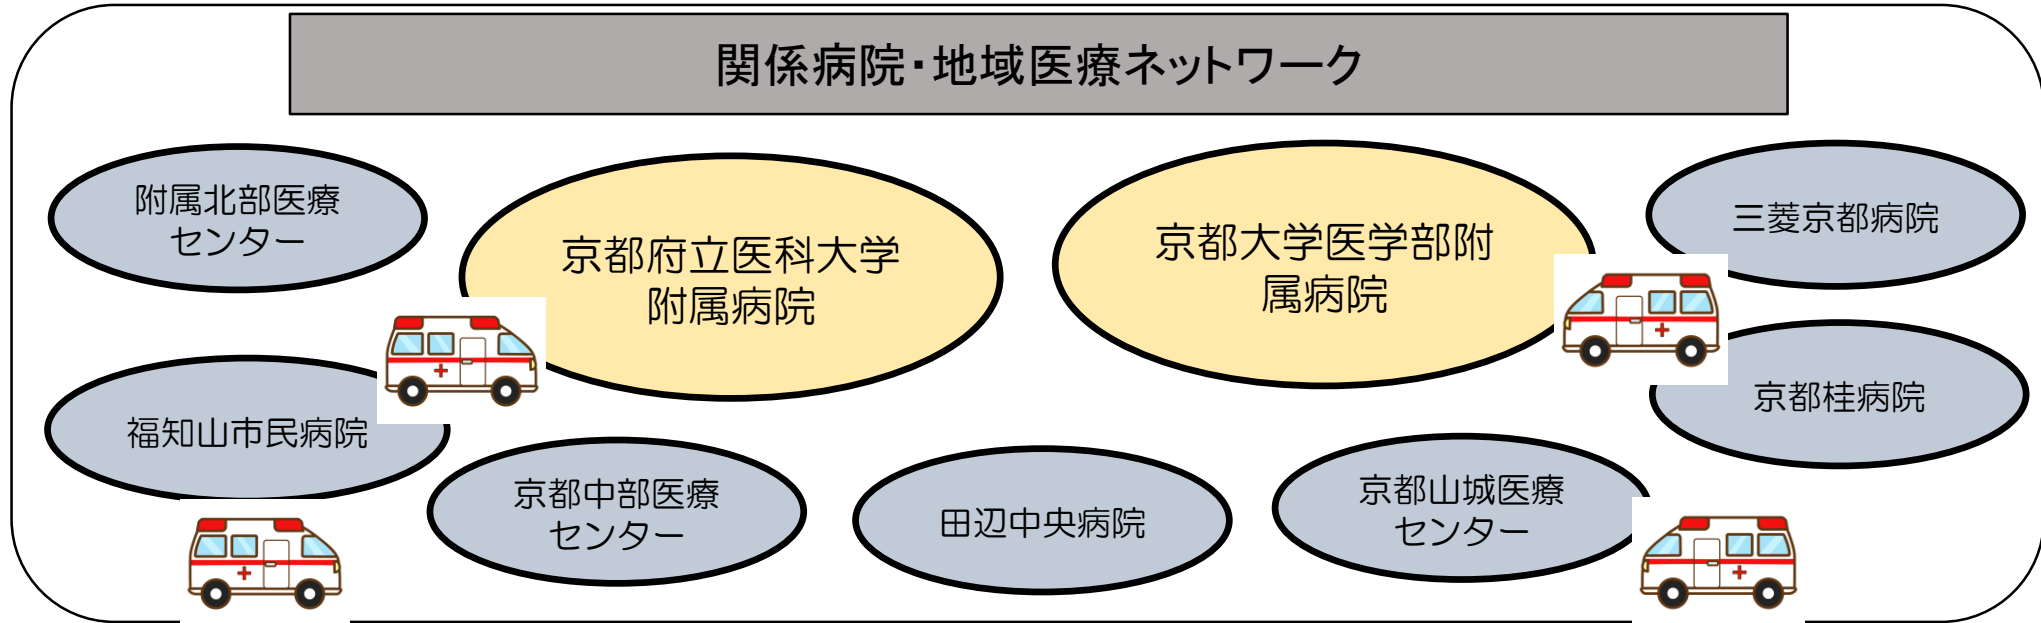 関係病院・地域医療ネットワーク
附属北部医療
センター
京都府立医科大学
附属病院
京都大学医学部附
属病院
三菱京都病院
福知山市民病院
京都桂病院
京都中部医療
センター
田辺中央病院
京都山城医療
センター